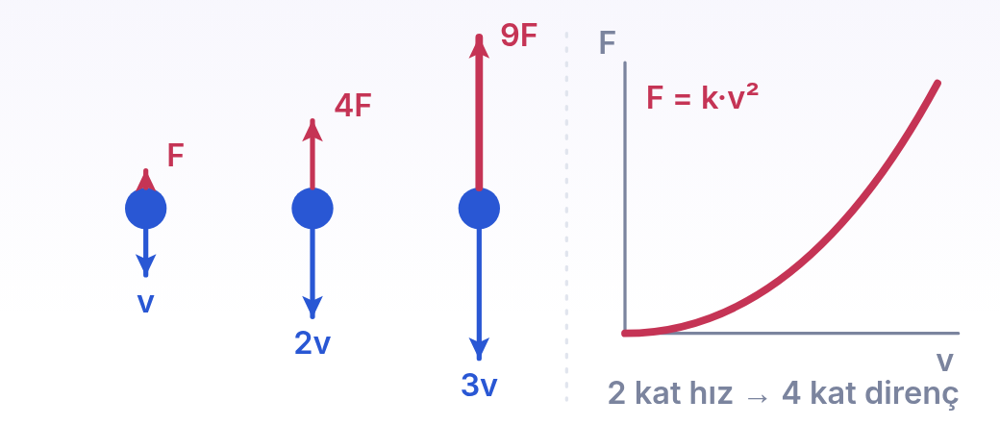 F
v
4F
2v
9F
3v
F
F = k·v²
v
2 kat hız → 4 kat direnç